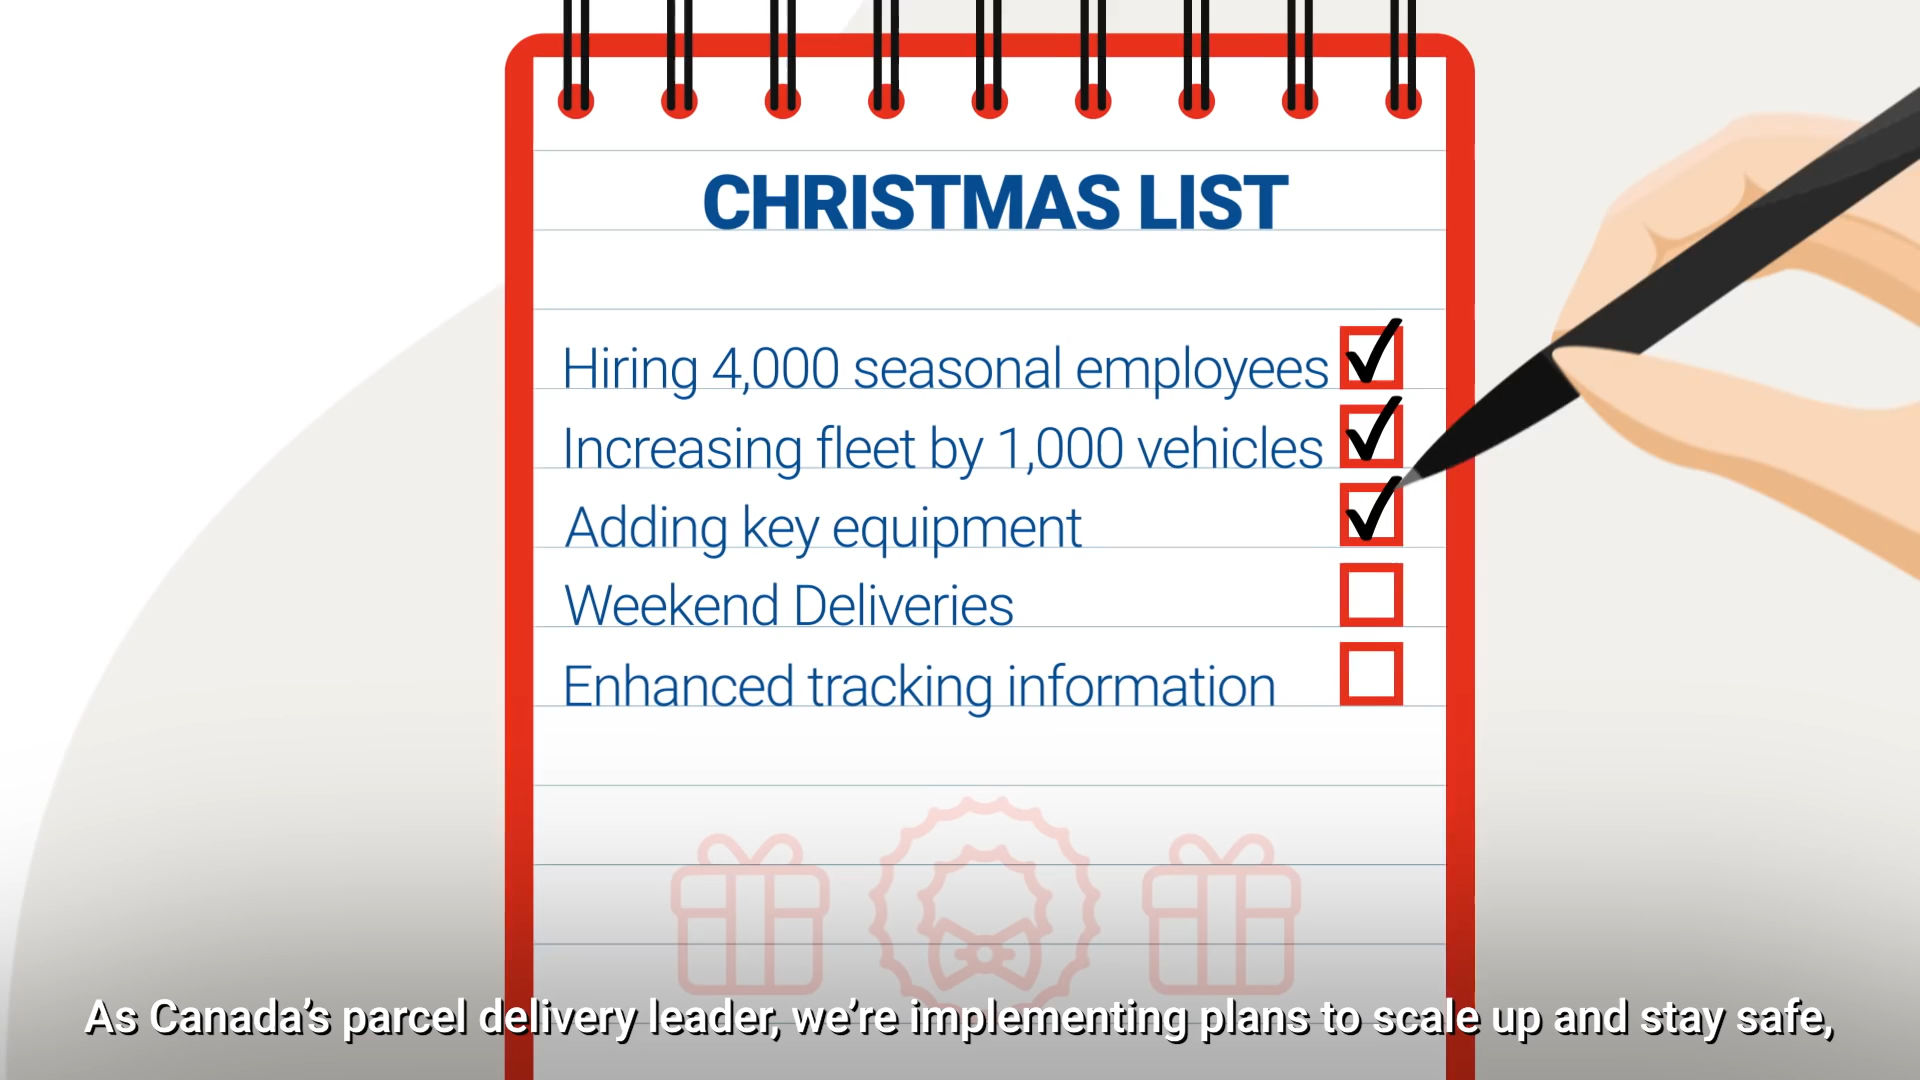 CHRISTMAS LIST
Hiring 4,000 seasonal employees
Increasing fleet by 1,000 vehicles
Adding key equipment
Weekend Deliveries
Enhanced tracking information
As Canada’s parcel delivery leader, we’re implementing plans to scale up and stay safe,